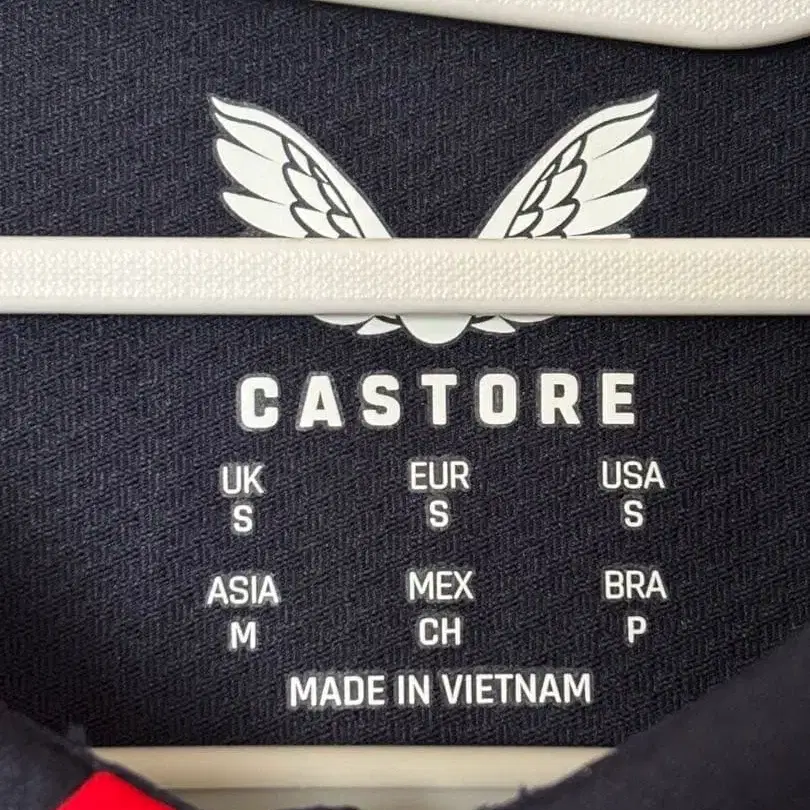 CASTORE
UK EUR USA
S S S
ASIA MEX BRA
M CH P
MADE IN VIETNAM